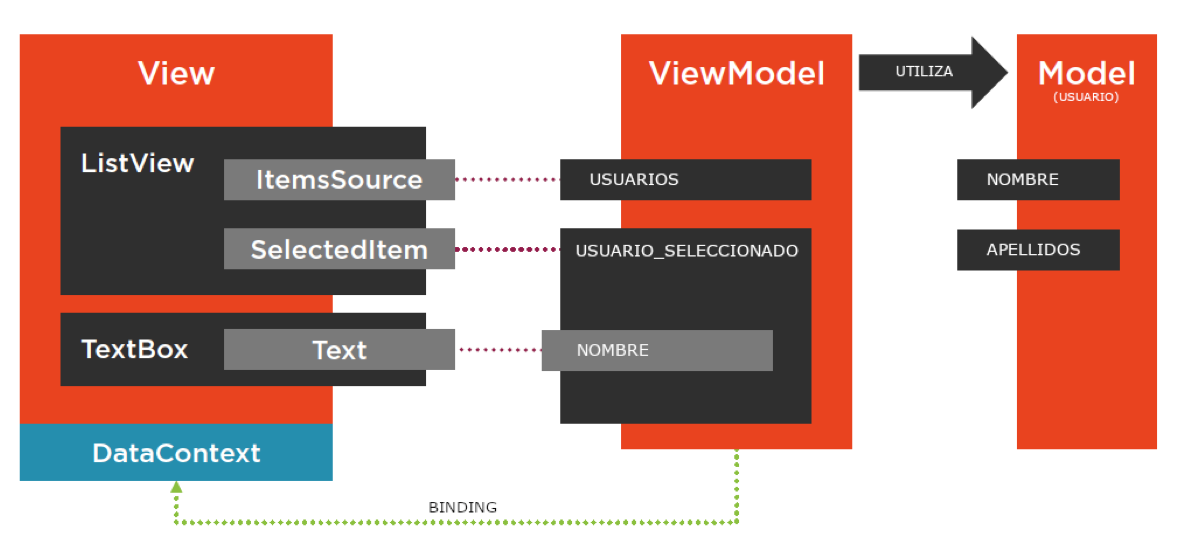 View
ViewModel
UTILIZA
Model
(USUARIO)
ListView
ItemsSource
USUARIOS
NOMBRE
SelectedItem
USUARIO_SELECCIONADO
APELLIDOS
TextBox
Text
NOMBRE
DataContext
BINDING